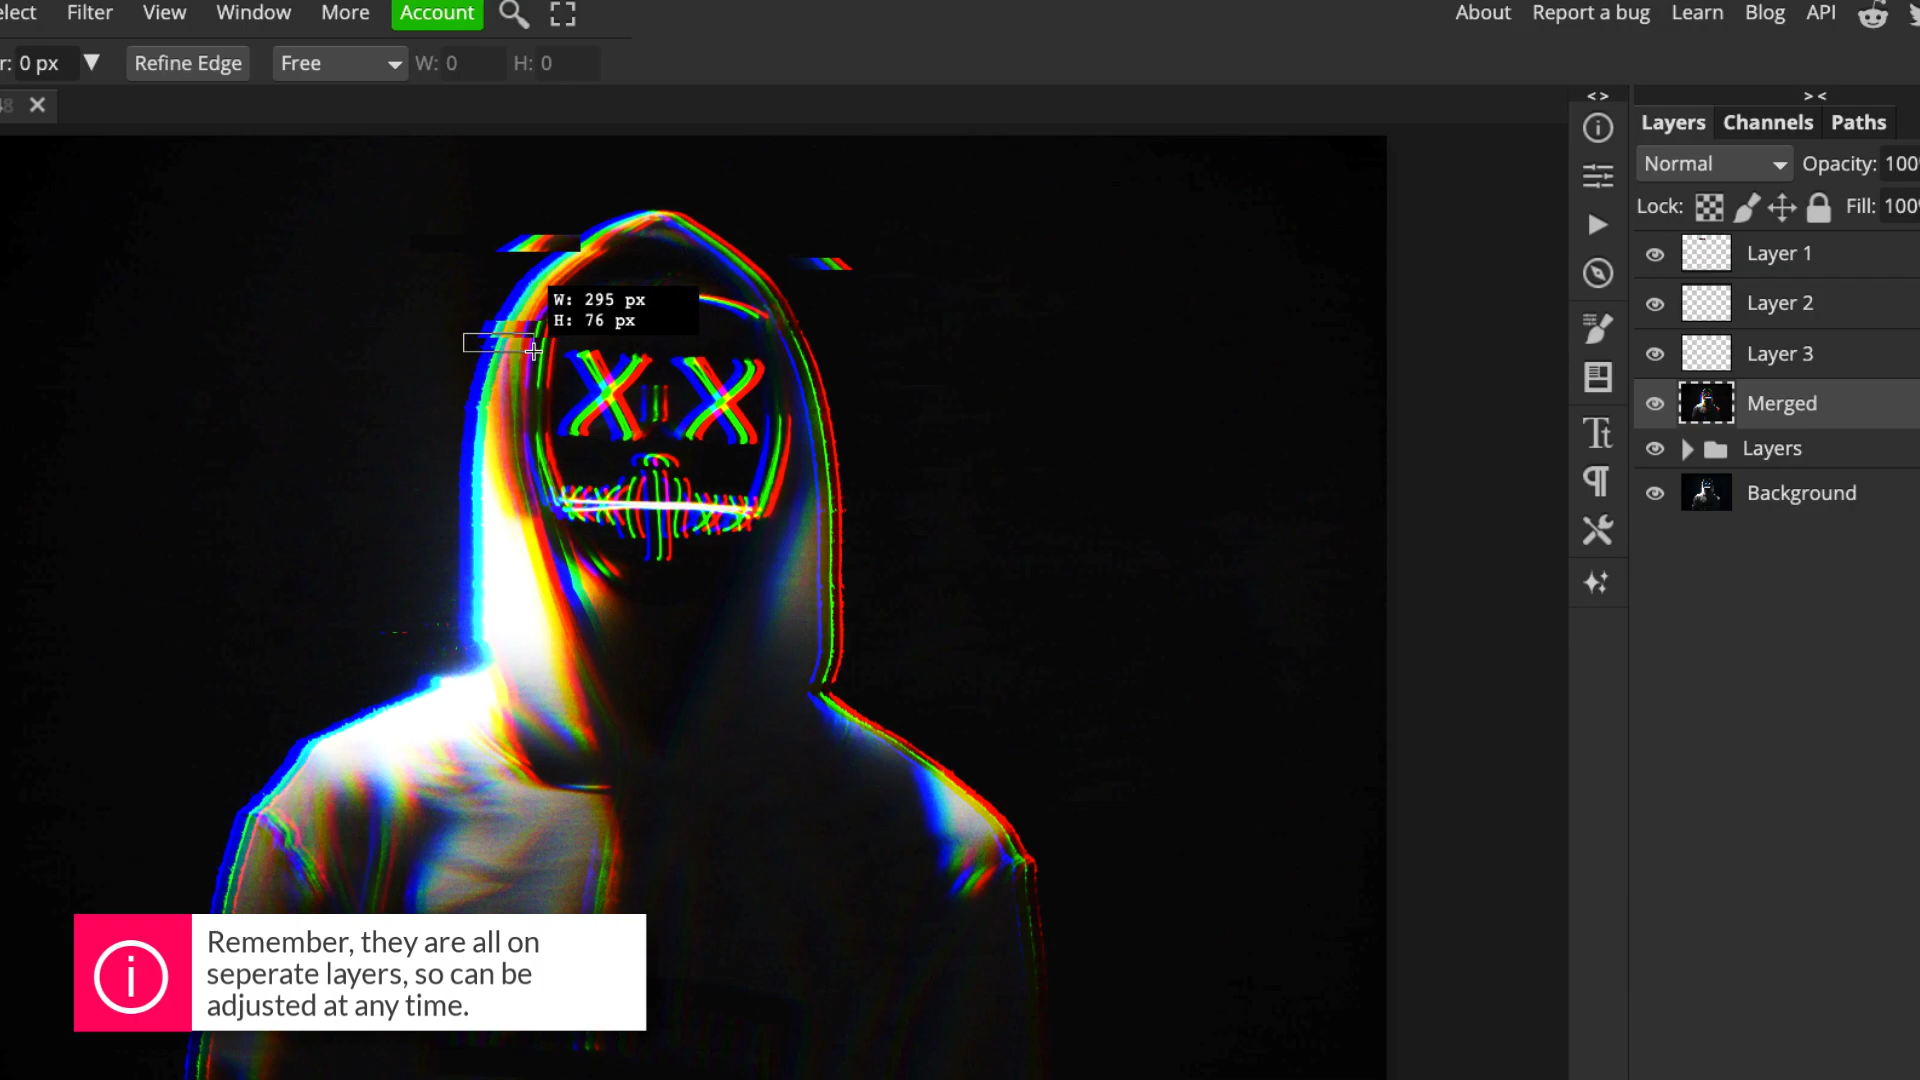 elect Filter View Window More Account About Report a bug Learn Blog API
r: 0 px Refine Edge Free W: 0 H: 0
Layers Channels Paths
Normal Opacity: 100%
Lock: Fill: 100%
W: 295 px
H: 76 px
Layer 1
Layer 2
Layer 3
Merged
Layers
Background
Remember, they are all on
seperate layers, so can be
adjusted at any time.